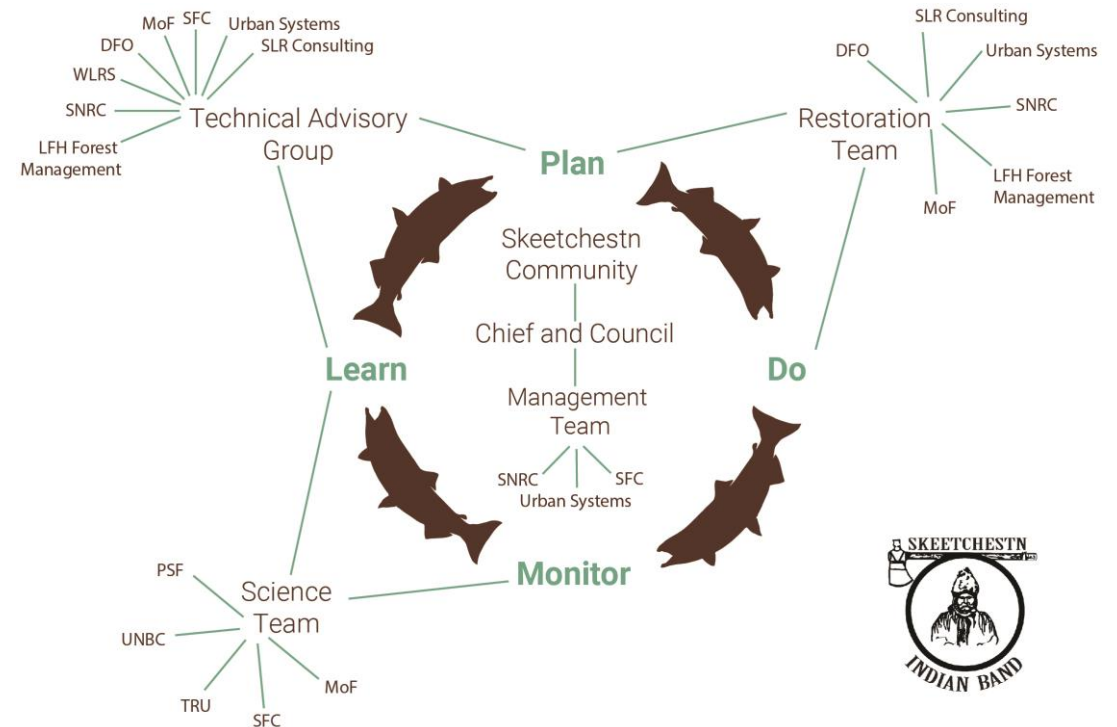 MoF
SFC
Urban Systems
DFO
SLR Consulting
WLRS
SNRC
LFH Forest
Management
Technical Advisory
Group
SLR Consulting
DFO
Urban Systems
SNRC
LFH Forest
Management
MoF
Restoration
Team
Plan
Skeetchestn
Community
Chief and Council
Management
Team
SNRC
SFC
Urban Systems
Learn
Do
Monitor
Science
Team
PSF
UNBC
TRU
SFC
MoF
SKEETCHESTN
INDIAN BAND